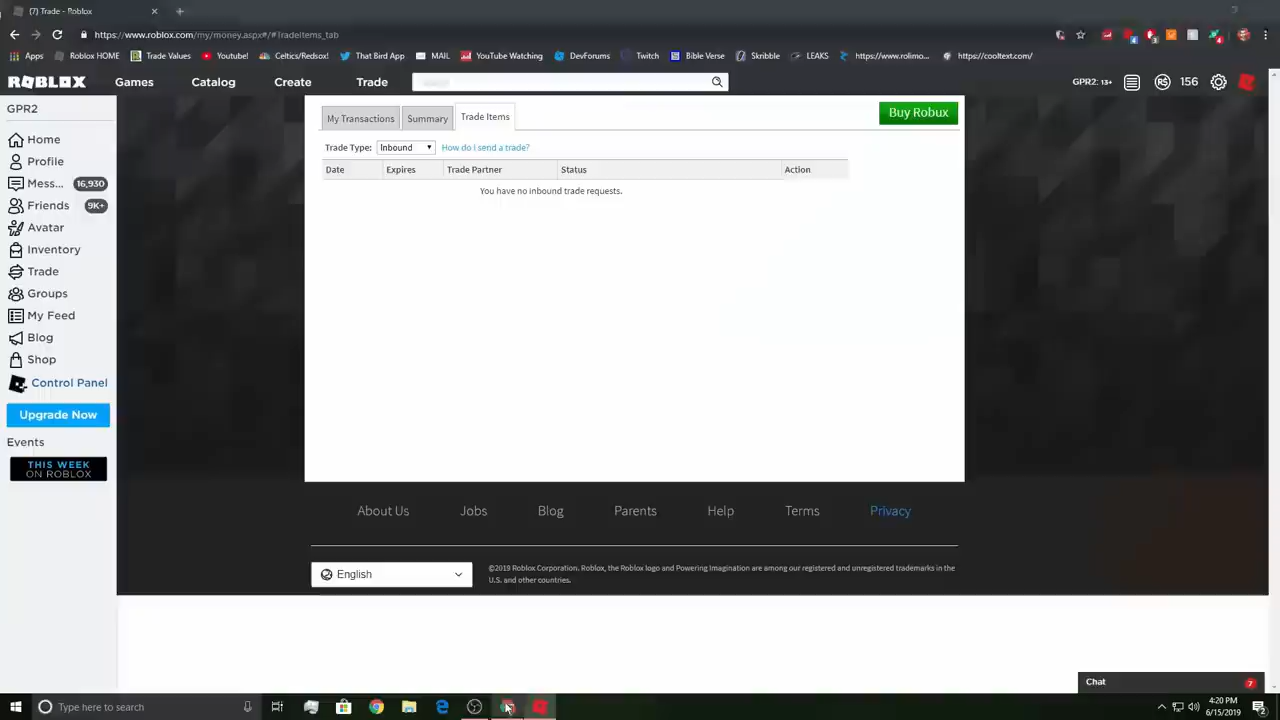 (7) Trade - Roblox
https://www.roblox.com/my/money.aspx#/#TradeItems_tab
Apps Roblox HOME Trade Values YouTube Celtics/Redsox! That Bird App MAIL YouTube Watching DevForums Twitch Bible Verse Skribble LEAKS https://www.rolimo... https://cooltext.com/
ROBLOX Games Catalog Create Trade GPR2: 13+ 156
GPR2
Home
Profile
Mess... 16,930
Friends 9K+
Avatar
Inventory
Trade
Groups
My Feed
Blog
Shop
Control Panel
Upgrade Now
Events
THIS WEEK
ON ROBLOX
My Transactions Summary Trade Items Buy Robux
Trade Type: Inbound How do I send a trade?
Date Expires Trade Partner Status Action
You have no inbound trade requests.
About Us Jobs Blog Parents Help Terms Privacy
English
©2019 Roblox Corporation. Roblox, the Roblox logo and Powering Imagination are among our registered and unregistered trademarks in the
U.S. and other countries.
Chat 7
Type here to search
4:20 PM
6/15/2019
2